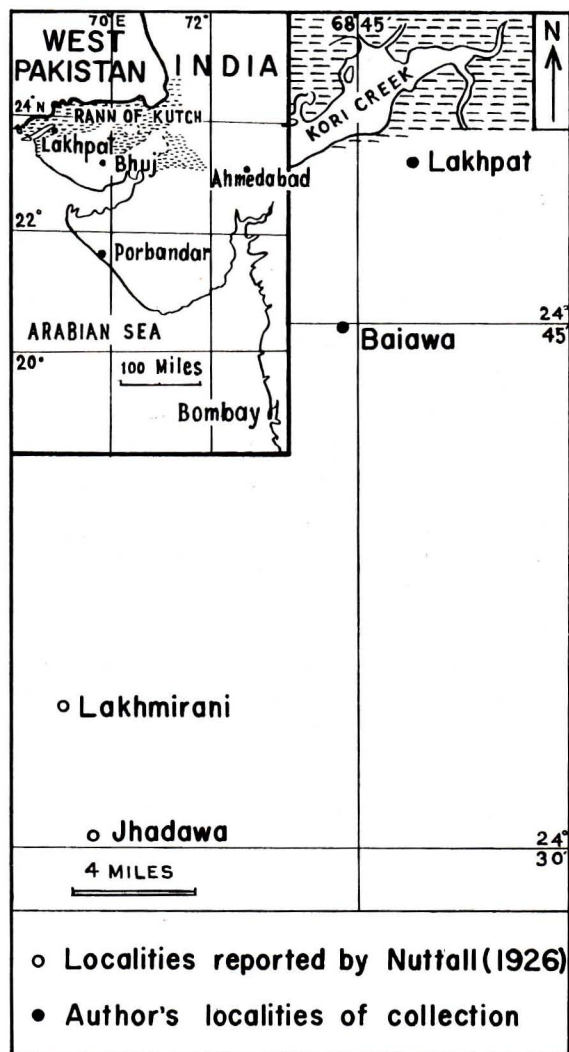 70°E 72°
WEST
PAKISTAN
INDIA
24°N
RANN OF KUTCH
Lakhpat
Bhuj
Ahmedabad
22°
Porbandar
ARABIAN SEA
20°
100 MILES
Bombay
68° 45'
N
KORI CREEK
Lakhpat
24°
45'
Baiawa
Lakhmirani
Jhadawa
24°
30'
4 MILES
Localities reported by Nuttall (1926)
Author's localities of collection